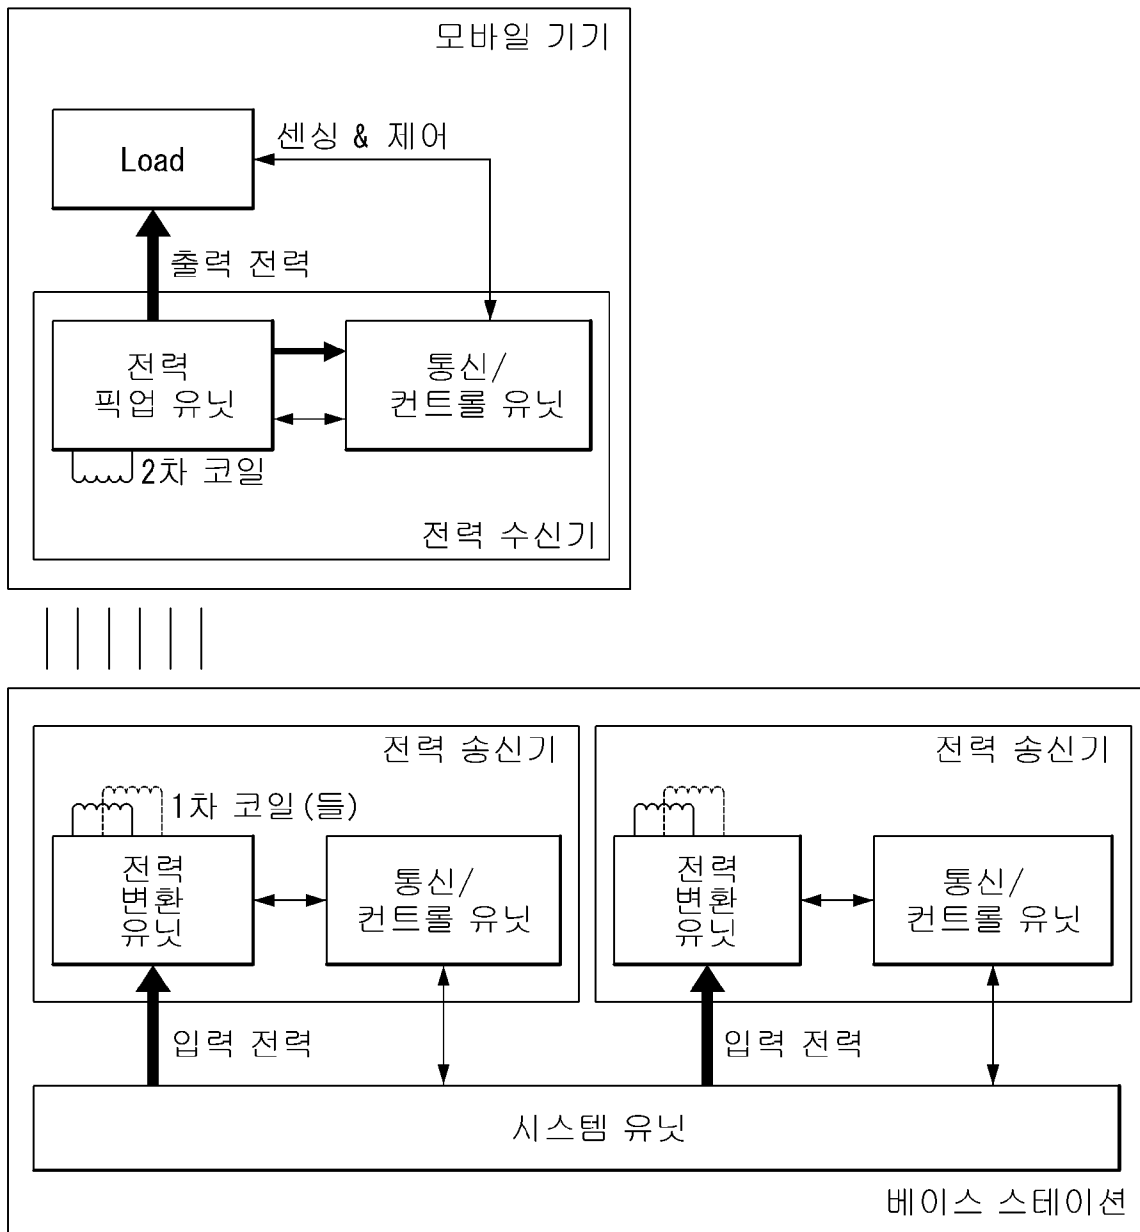 모바일 기기
Load
센싱 & 제어
출력 전력
전력
픽업 유닛
통신/
컨트롤 유닛
2차 코일
전력 수신기
전력 송신기
1차 코일(들)
전력
변환
유닛
통신/
컨트롤 유닛
입력 전력
전력 송신기
전력
변환
유닛
통신/
컨트롤 유닛
입력 전력
시스템 유닛
베이스 스테이션